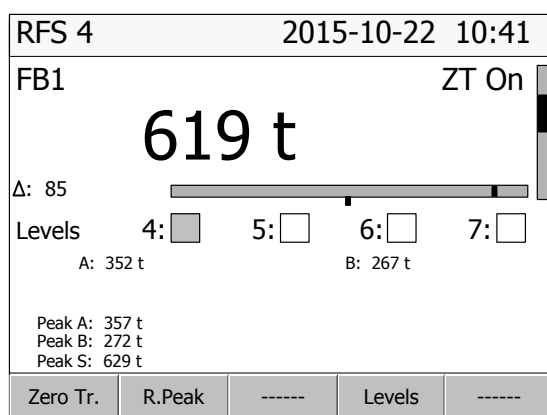 RFS 4 2015-10-22 10:41
FB1 ZT On
619 t
Δ: 85
Levels 4: 5: 6: 7:
A: 352 t B: 267 t
Peak A: 357 t
Peak B: 272 t
Peak S: 629 t
Zero Tr. R.Peak ------ Levels ------